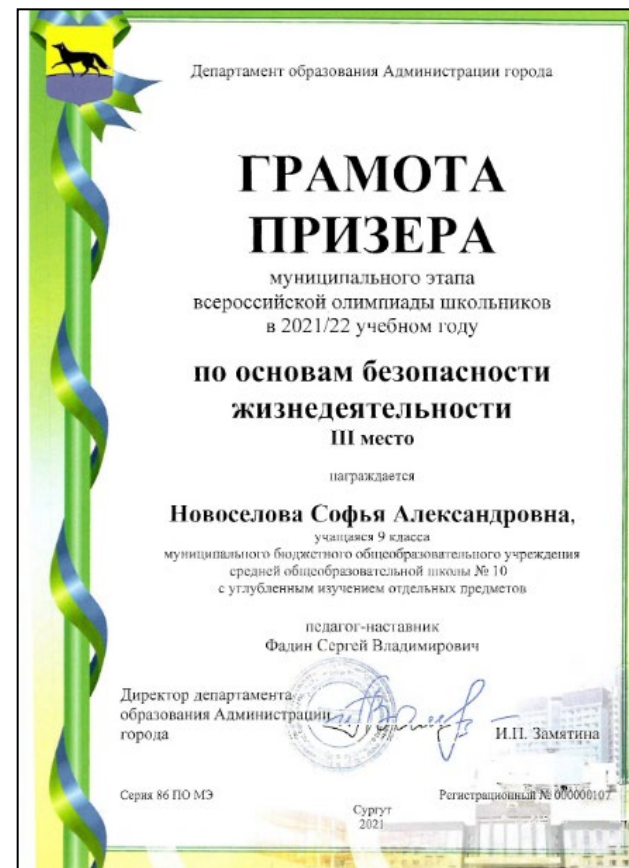 Департамент образования Администрации города
ГРАМОТА
ПРИЗЕРА
муниципального этапа
всероссийской олимпиады школьников
в 2021/22 учебном году
по основам безопасности
жизнедеятельности
III место
награждается
Новоселова Софья Александровна,
учащаяся 9 класса
муниципального бюджетного общеобразовательного учреждения
средней общеобразовательной школы № 10
с углубленным изучением отдельных предметов
педагог-наставник
Фадин Сергей Владимирович
Директор департамента
образования Администрации
города
И.П. Замятина
Серия 86 ПО МЭ
Регистрационный № 000000107
Сургут
2021